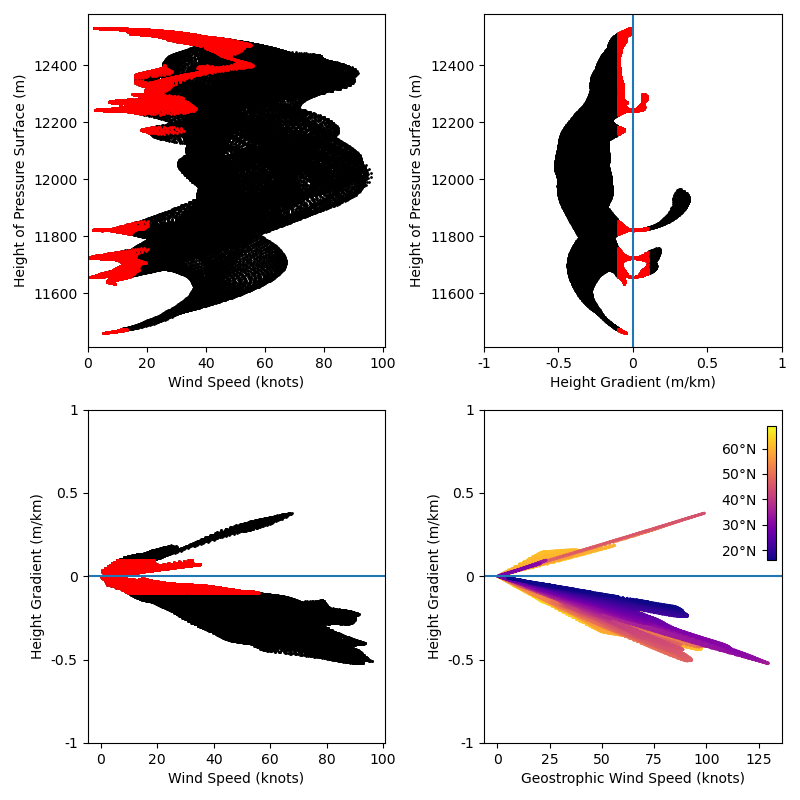 12400
12200
12000
11800
11600
Height of Pressure Surface (m)
0 20 40 60 80 100
Wind Speed (knots)
12400
12200
12000
11800
11600
Height of Pressure Surface (m)
-1 -0.5 0 0.5 1
Height Gradient (m/km)
1
0.5
0
-0.5
-1
Height Gradient (m/km)
0 20 40 60 80 100
Wind Speed (knots)
1
0.5
0
-0.5
-1
Height Gradient (m/km)
60°N
50°N
40°N
30°N
20°N
0 25 50 75 100 125
Geostrophic Wind Speed (knots)